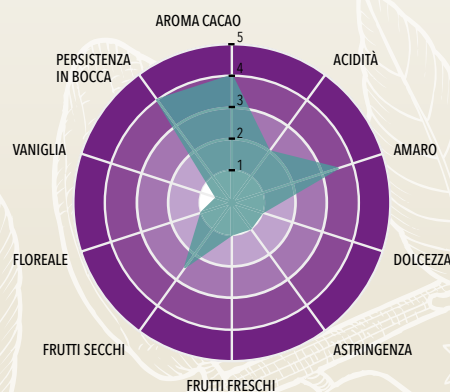 AROMA CACAO
5
4
3
2
1
PERSISTENZA
IN BOCCA
ACIDITÀ
VANIGLIA
AMARO
FLOREALE
DOLCEZZA
FRUTTI SECCHI
ASTRINGENZA
FRUTTI FRESCHI